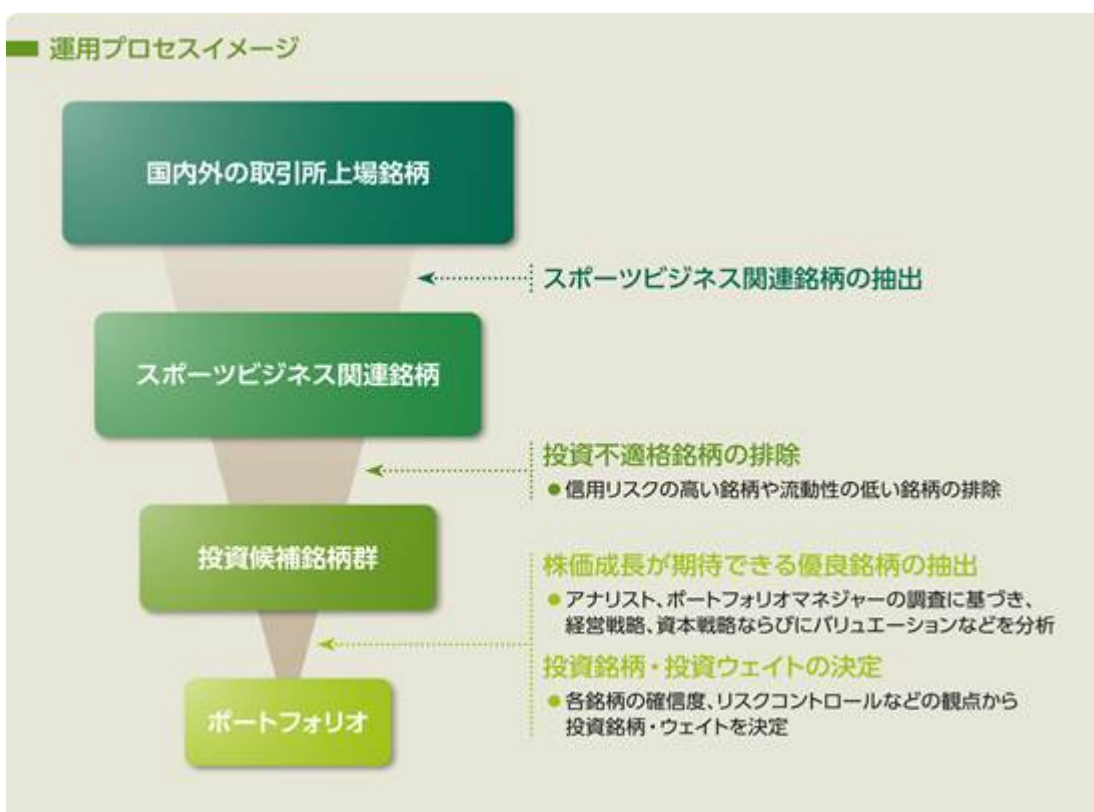 運用プロセスイメージ
国内外の取引所上場銘柄
スポーツビジネス関連銘柄の抽出
スポーツビジネス関連銘柄
投資不適格銘柄の排除
●信用リスクの高い銘柄や流動性の低い銘柄の排除
投資候補銘柄群
株価成長が期待できる優良銘柄の抽出
●アナリスト、ポートフォリオマネジャーの調査に基づき、
経営戦略、資本戦略ならびにバリュエーションなどを分析
投資銘柄・投資ウェイトの決定
●各銘柄の確信度、リスクコントロールなどの観点から
投資銘柄・ウェイトを決定
ポートフォリオ